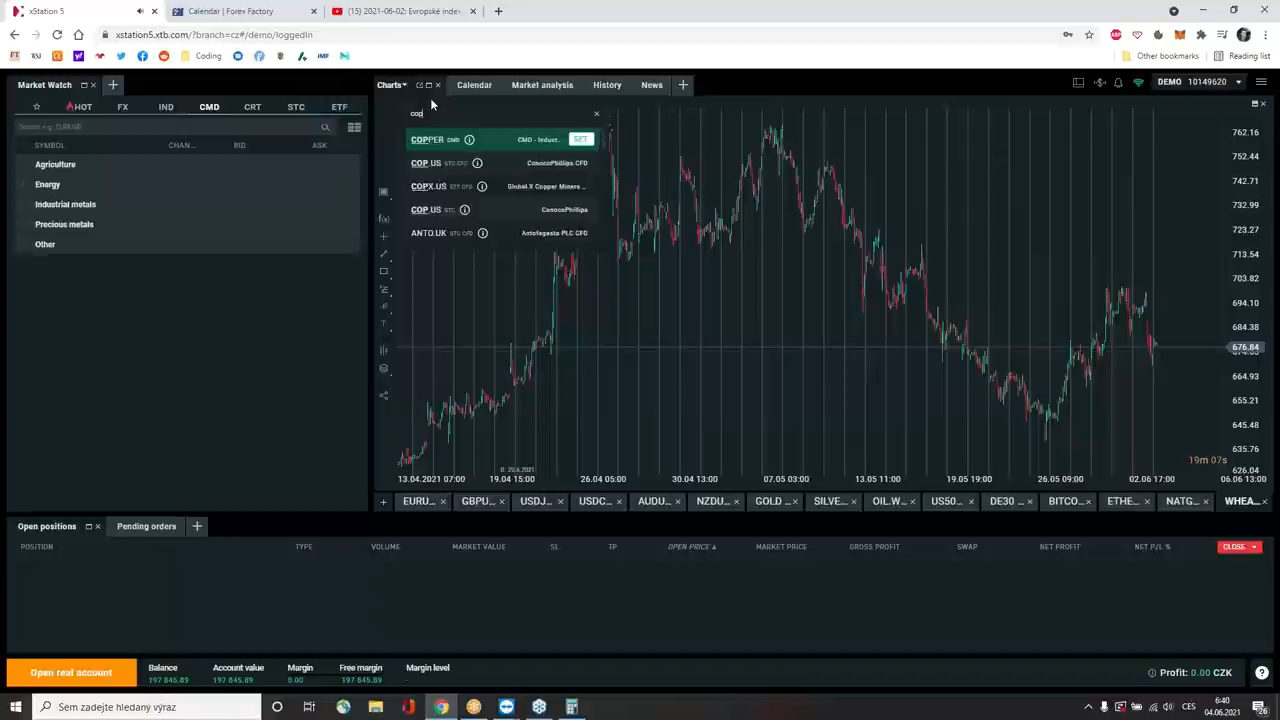 xStation 5
Calendar | Forex Factory
(15) 2021-06-02: Evropské index
xstation5.xtb.com/?branch=cz#/demo/loggedIn
Coding
Other bookmarks
Reading list
Market Watch
Charts
Calendar
Market analysis
History
News
DEMO 10149620
HOT FX IND CMD CRT STC ETF
Search e.g. EURUSD
SYMBOL CHAN... BID ASK
Agriculture
Energy
Industrial metals
Precious metals
Other
cop
COPPER CMD CMD - Indust... SET
COP.US STC CFD ConocoPhillips CFD
COPX.US ETF CFD Global X Copper Miners ...
COP.US STC ConocoPhillips
ANTO.UK STC CFD Antofagasta PLC CFD
762.16
752.44
742.71
732.99
723.27
713.54
703.82
694.10
684.38
676.84
664.93
655.21
645.48
635.76
626.04
19m 07s
13.04.2021 07:00 19.04 15:00 26.04 05:00 30.04 13:00 07.05 03:00 13.05 11:00 19.05 19:00 26.05 09:00 02.06 17:00 06.06 13:00
EURU... GBPU... USDJ... USDC... AUDU... NZDU... GOLD ... SILVE... OIL.W... US50... DE30 ... BITCO... ETHE... NATG... WHEA...
Open positions
Pending orders
POSITION TYPE VOLUME MARKET VALUE SL TP OPEN PRICE MARKET PRICE GROSS PROFIT SWAP NET PROFIT NET P/L % CLOSE
Open real account
Balance Account value Margin Free margin Margin level
197 845.89 197 845.89 0.00 197 845.89 -
Profit: 0.00 CZK
Sem zadejte hledaný výraz
CES
6:40
04.06.2021